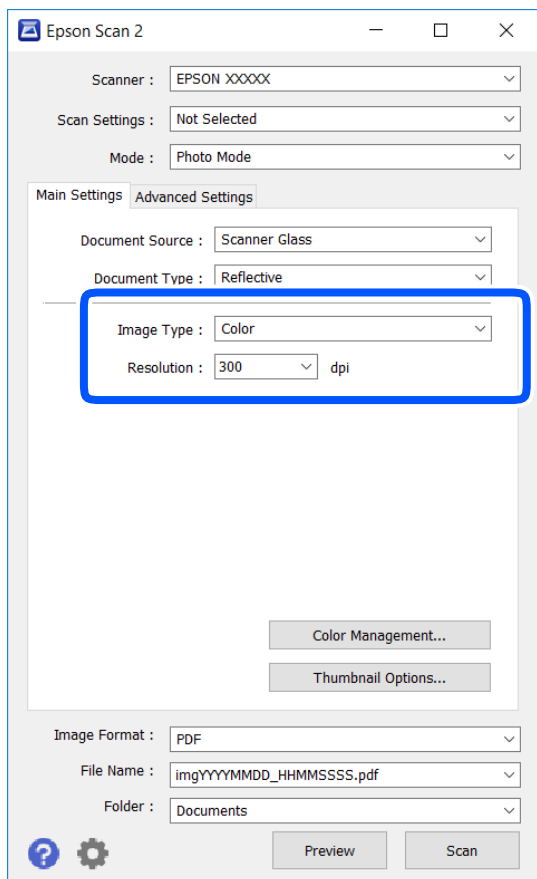 Epson Scan 2
Scanner : EPSON XXXXX
Scan Settings : Not Selected
Mode : Photo Mode
Main Settings Advanced Settings
Document Source : Scanner Glass
Document Type : Reflective
Image Type : Color
Resolution : 300 dpi
Color Management...
Thumbnail Options...
Image Format : PDF
File Name : imgYYYYMMDD_HHMMSSSS.pdf
Folder : Documents
? Preview Scan